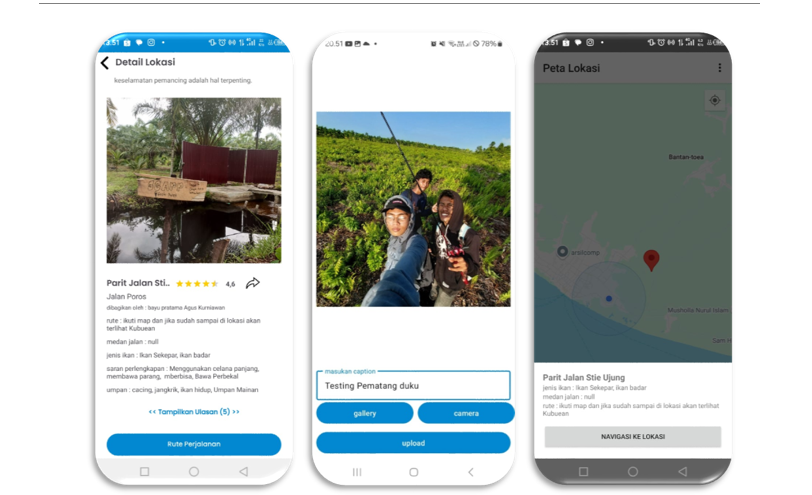 Detail Lokasi
keselamatan pemancing adalah hal terpenting.
Parit Jalan Sti.. 4,6
Jalan Poros
dibagikan oleh : bayu pratama Agus Kurniawan
rute : ikuti map dan jika sudah sampai di lokasi akan
terlihat Kubuean
medan jalan : null
jenis ikan : Ikan Sekepar, ikan badar
saran perlengkapan : Menggunakan celana panjang,
membawa parang, mberbisa, Bawa Perbekal
umpan : cacing, jangkrik, ikan hidup, Umpan Mainan
<< Tampilkan Ulasan (5) >>
Rute Perjalanan
20.51 78%
masukan caption
Testing Pematang duku
gallery camera
upload
Peta Lokasi
Bantan-towa
Mushola Nurul Islam
Parit Jalan Stie Ujung
jenis ikan : Ikan Sekepar, ikan badar
medan jalan : null
rute : ikuti map dan jika sudah sampai di lokasi akan terlihat
Kubuean
NAVIGASI KE LOKASI